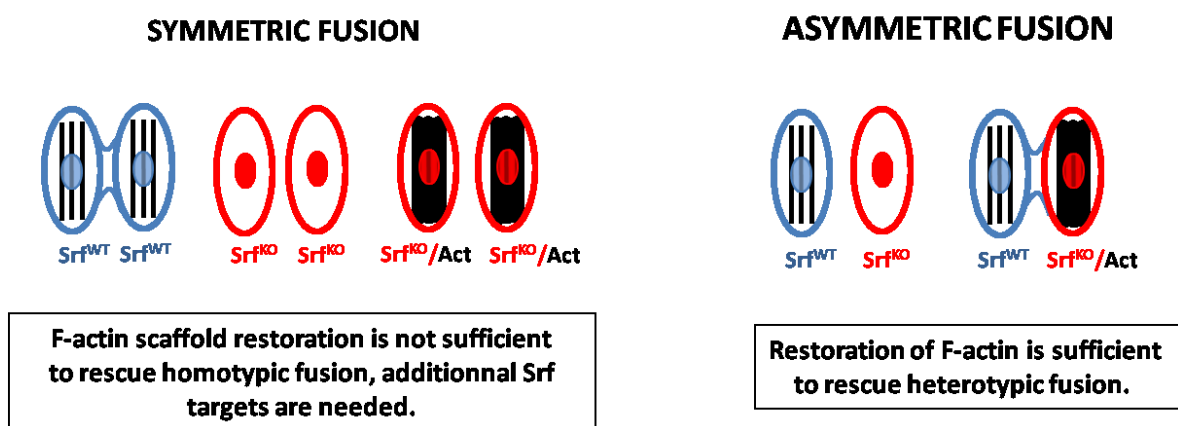 SYMMETRIC FUSION
Srfᵂᵀ Srfᵂᵀ Srfᴷᴼ Srfᴷᴼ Srfᴷᴼ/Act Srfᴷᴼ/Act
F-actin scaffold restoration is not sufficient
to rescue homotypic fusion, additionnal Srf
targets are needed.
ASYMMETRIC FUSION
Srfᵂᵀ Srfᴷᴼ Srfᵂᵀ Srfᴷᴼ/Act
Restoration of F-actin is sufficient
to rescue heterotypic fusion.